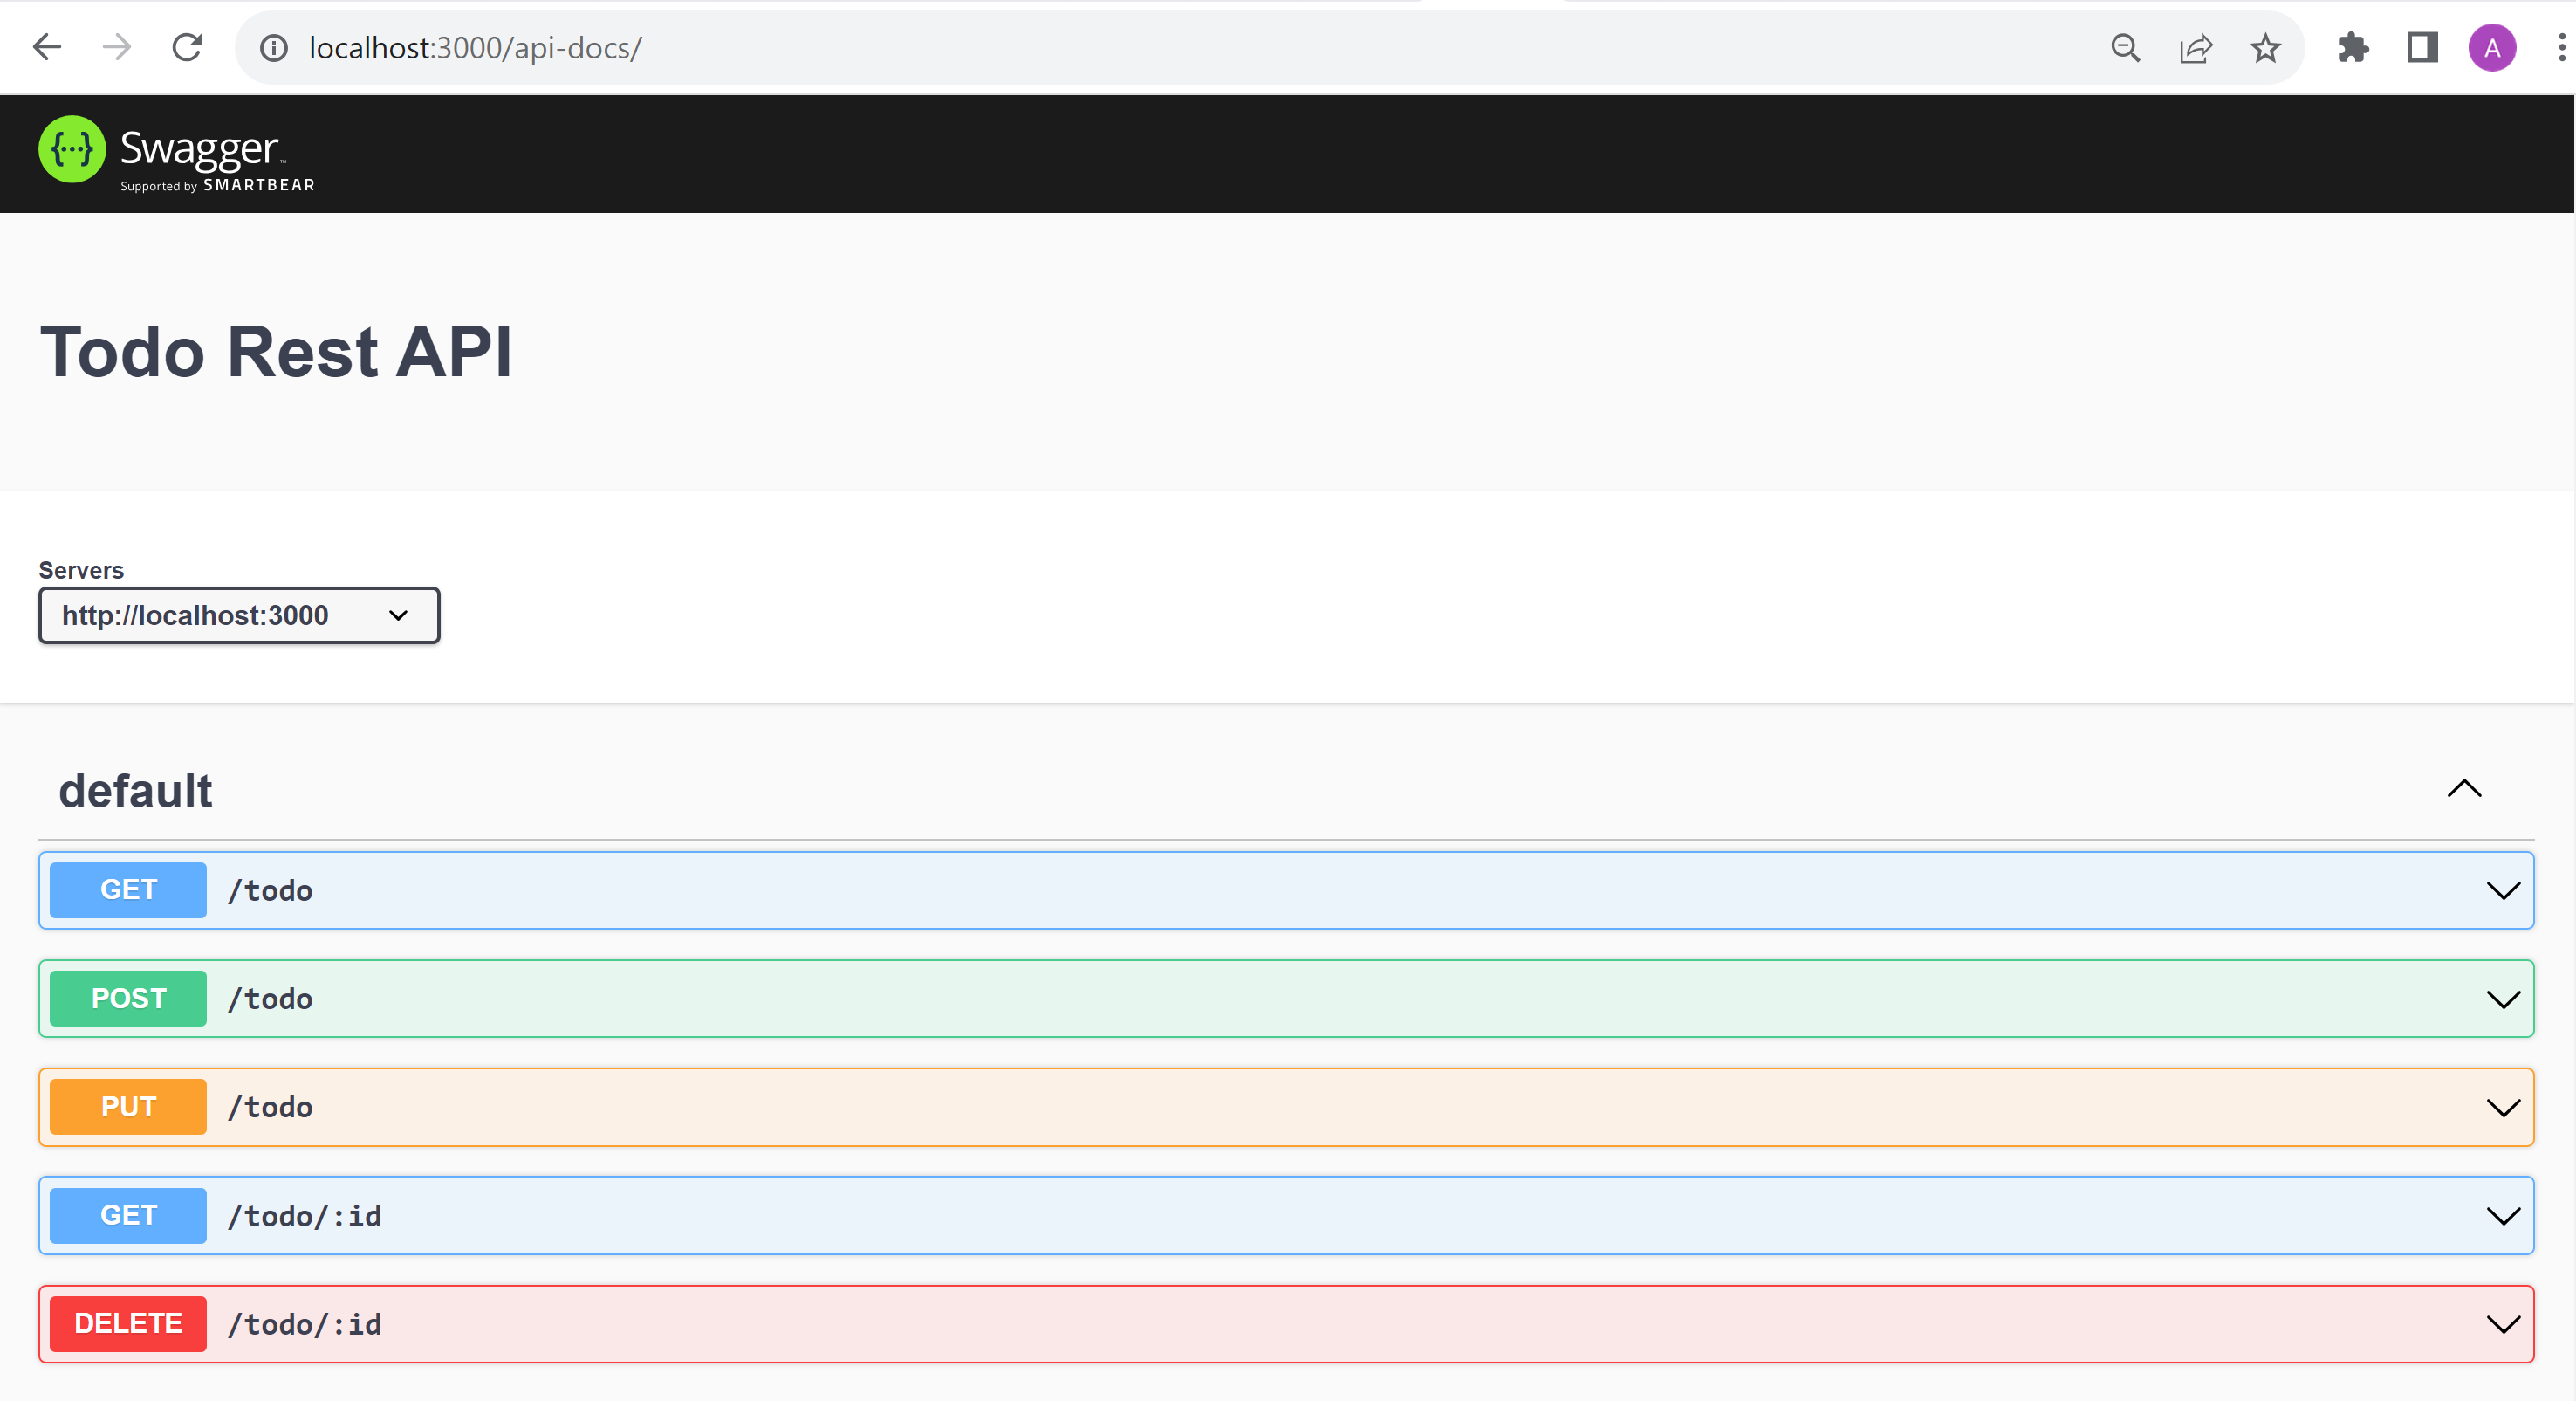 localhost:3000/api-docs/
A
{···} Swagger™
Supported by SMARTBEAR
Todo Rest API
Servers
http://localhost:3000
default
GET /todo
POST /todo
PUT /todo
GET /todo/:id
DELETE /todo/:id